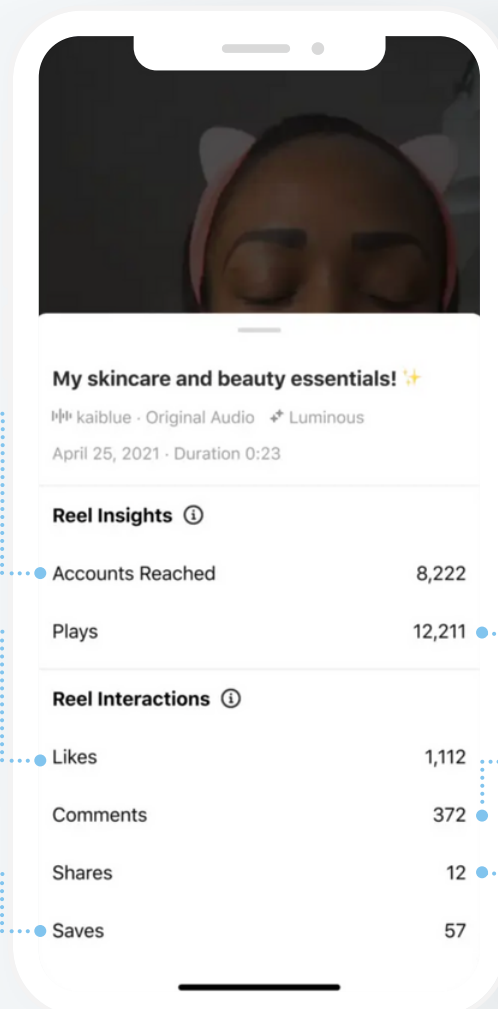 My skincare and beauty essentials! ✨
kaiblue · Original Audio Luminous
April 25, 2021 · Duration 0:23
Reel Insights
Accounts Reached 8,222
Plays 12,211
Reel Interactions
Likes 1,112
Comments 372
Shares 12
Saves 57